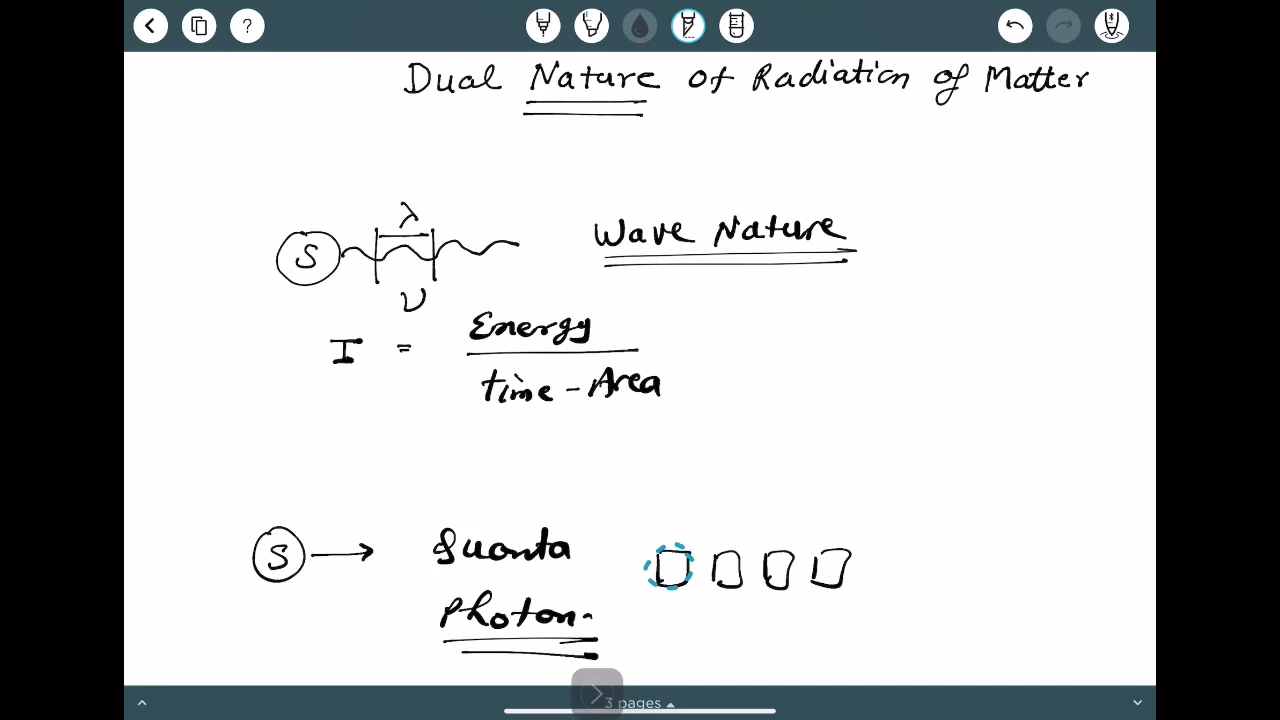 ?
Dual Nature of Radiation of Matter
λ
S
Wave Nature
ν
I = Energy
time - Area
S → Quanta
Photon.
3 pages